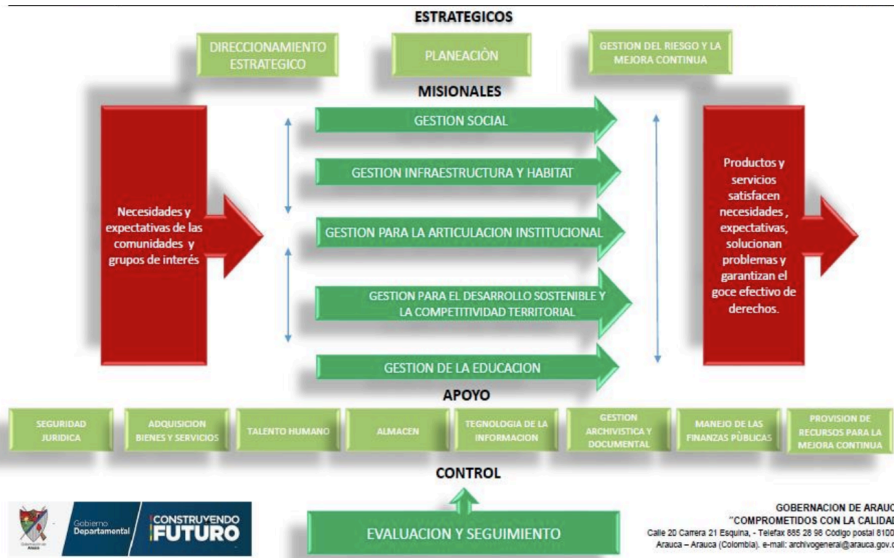 ESTRATEGICOS
DIRECCIONAMIENTO
ESTRATEGICO
PLANEACIÒN
GESTION DEL RIESGO Y LA
MEJORA CONTINUA
MISIONALES
GESTION SOCIAL
GESTION INFRAESTRUCTURA Y HABITAT
GESTION PARA LA ARTICULACION INSTITUCIONAL
GESTION PARA EL DESARROLLO SOSTENIBLE Y
LA COMPETITIVIDAD TERRITORIAL
GESTION DE LA EDUCACION
Necesidades y
expectativas de las
comunidades y
grupos de interés
Productos y
servicios
satisfacen
necesidades ,
expectativas,
solucionan
problemas y
garantizan el
goce efectivo de
derechos.
APOYO
SEGURIDAD
JURIDICA
ADQUISICION
BIENES Y SERVICIOS
TALENTO HUMANO
ALMACEN
TEGNOLOGIA DE LA
INFORMACION
GESTION
ARCHIVISTICA Y
DOCUMENTAL
MANEJO DE LAS
FINANZAS PÙBLICAS
PROVISION DE
RECURSOS PARA LA
MEJORA CONTINUA
CONTROL
EVALUACION Y SEGUIMIENTO
Gobierno
Departamental
CONSTRUYENDO
FUTURO
GOBERNACION DE ARAUC
"COMPROMETIDOS CON LA CALIDAD
Calle 20 Carrera 21 Esquina, - Telefax 885 28 98 Código postal 8100
Arauca – Arauca (Colombia). e-mail: archivogeneral@arauca.gov.c